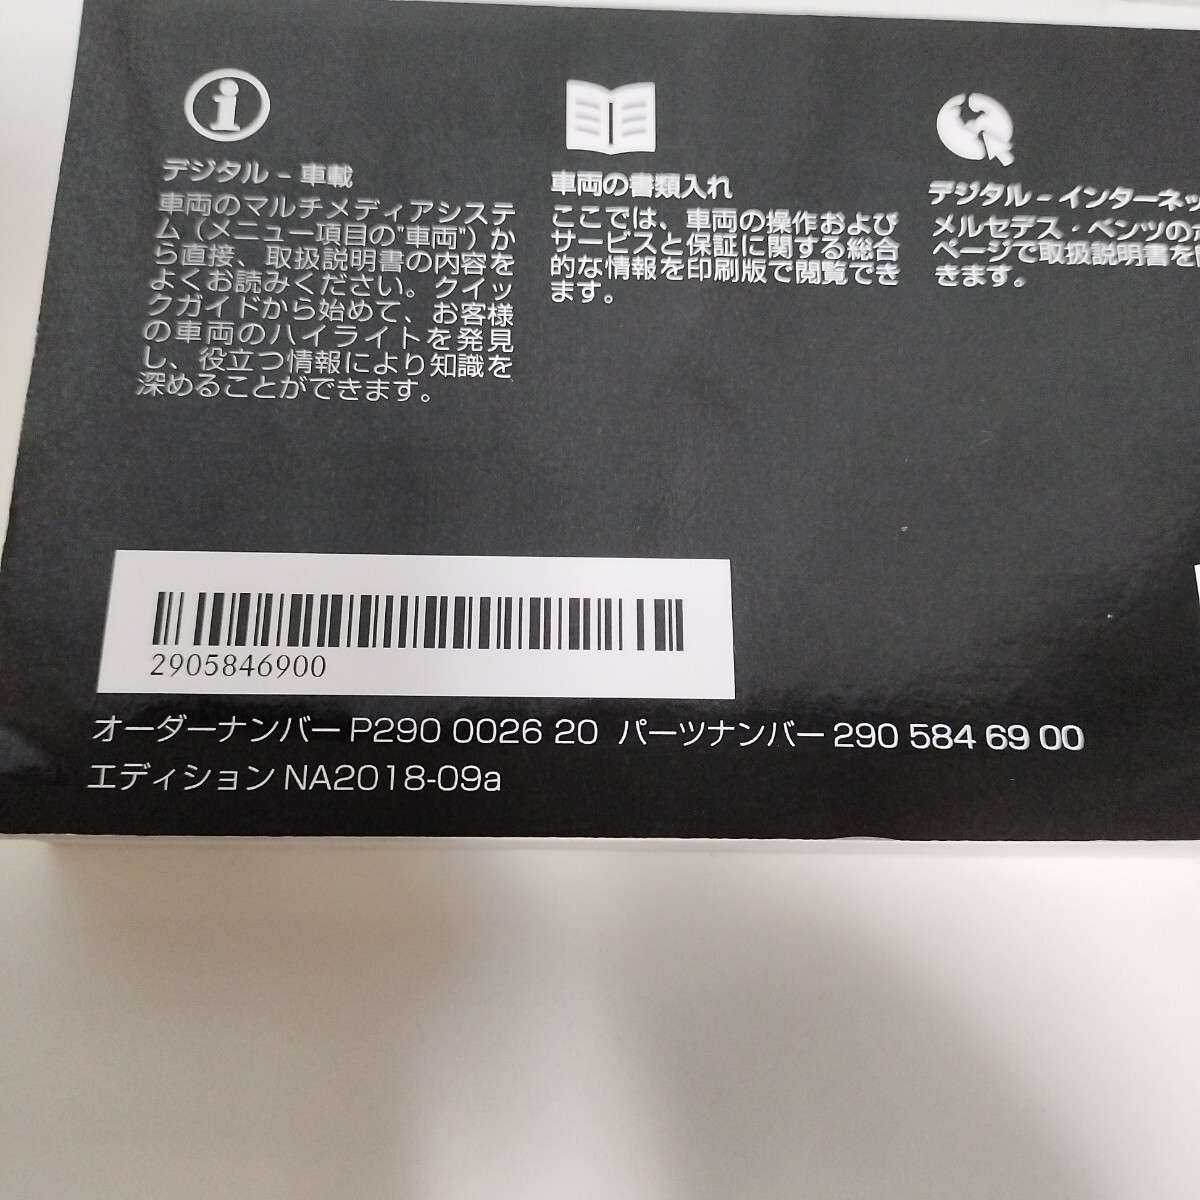 デジタル - 車載
車両のマルチメディアシステ
ム（メニュー項目の"車両"）か
ら直接、取扱説明書の内容を
よくお読みください。クイッ
クガイドから始めて、お客様
の車両のハイライトを発見
し、役立つ情報により知識を
深めることができます。
車両の書類入れ
ここでは、車両の操作および
サービスと保証に関する総合
的な情報を印刷版で閲覧でき
ます。
デジタル - インターネッ
メルセデス・ベンツの
ページで取扱説明書を
きます。
2905846900
オーダーナンバー P290 0026 20 パーツナンバー 290 584 69 00
エディション NA2018-09a